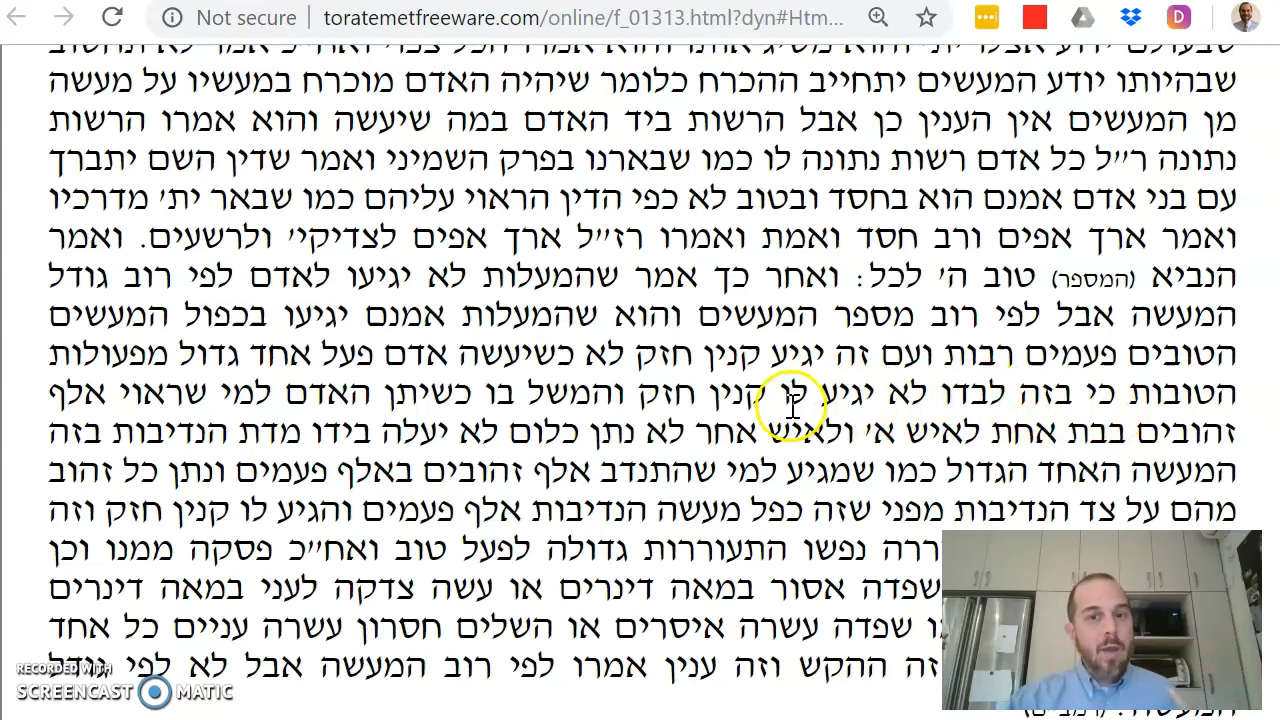 Not secure
toratemetfreeware.com/online/f_01313.html?dyn#Htm...
D
שבהיותו יודע המעשים יתחייב ההכרח כלומר שיהיה האדם מוכרח במעשיו על מעשה
מן המעשים אין הענין כן אבל הרשות ביד האדם במה שיעשה והוא אמרו הרשות
נתונה ר״ל כל אדם רשות נתונה לו כמו שבארנו בפרק השמיני ואמר שדין השם יתברך
עם בני אדם אמנם הוא בחסד ובטוב לא כפי הדין הראוי עליהם כמו שבאר ית׳ מדרכיו
ואמר ארך אפים ורב חסד ואמת ואמרו רז״ל ארך אפים לצדיקי׳ ולרשעים. ואמר
הנביא (המספר) טוב ה׳ לכל: ואחר כך אמר שהמעלות לא יגיעו לאדם לפי רוב גודל
המעשה אבל לפי רוב מספר המעשים והוא שהמעלות אמנם יגיעו בכפול המעשים
הטובים פעמים רבות ועם זה יגיע קנין חזק לא כשיעשה אדם פעל אחד גדול מפעולות
הטובות כי בזה לבדו לא יגיע לו קנין חזק והמשל בו כשיתן האדם למי שראוי אלף
זהובים בבת אחת לאיש א׳ ולאיש אחר לא נתן כלום לא יעלה בידו מדת הנדיבות בזה
המעשה האחד הגדול כמו שמגיע למי שהתנדב אלף זהובים באלף פעמים ונתן כל זהוב
מהם על צד הנדיבות מפני שזה כפל מעשה הנדיבות אלף פעמים והגיע לו קנין חזק וזה
נפשו התעוררות גדולה לפעל טוב ואח״כ פסקה ממנו וכן
שפדה אסור במאה דינרים או עשה צדקה לעני במאה דינרים
שפדה עשרה איסרים או השלים חסרון עשרה עניים כל אחד
זה ההקש וזה ענין אמרו לפי רוב המעשה אבל לא לפי גודל
RECORDED WITH
SCREENCAST MATIC